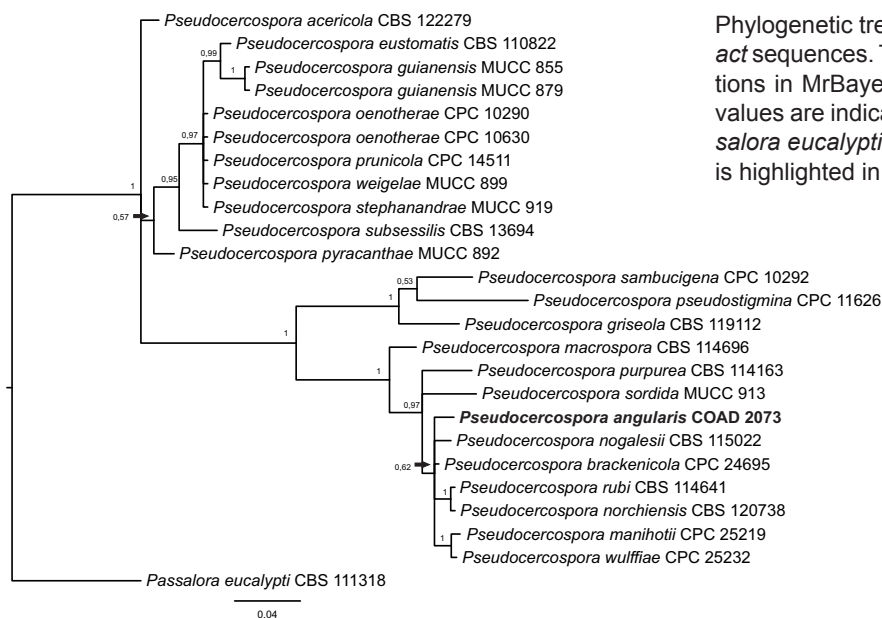 Pseudocercospora acericola CBS 122279
0,99
Pseudocercospora eustomatis CBS 110822
1
Pseudocercospora guianensis MUCC 855
Pseudocercospora guianensis MUCC 879
Pseudocercospora oenotherae CPC 10290
0,97
Pseudocercospora oenotherae CPC 10630
Pseudocercospora prunicola CPC 14511
0,95
Pseudocercospora weigelae MUCC 899
1
Pseudocercospora stephanandrae MUCC 919
0,57
Pseudocercospora subsessilis CBS 13694
Pseudocercospora pyracanthae MUCC 892
0,53
Pseudocercospora sambucigena CPC 10292
1
Pseudocercospora pseudostigmina CPC 11626
Pseudocercospora griseola CBS 119112
1
Pseudocercospora macrospora CBS 114696
1
Pseudocercospora purpurea CBS 114163
Pseudocercospora sordida MUCC 913
0,97
Pseudocercospora angularis COAD 2073
Pseudocercospora nogalesii CBS 115022
0,62
Pseudocercospora brackenicola CPC 24695
1
Pseudocercospora rubi CBS 114641
Pseudocercospora norchiensis CBS 120738
1
Pseudocercospora manihotii CPC 25219
Pseudocercospora wulffiae CPC 25232
Passalora eucalypti CBS 111318
0.04
Phylogenetic tre
act sequences.
tions in MrBaye
values are indica
salora eucalypti
is highlighted in